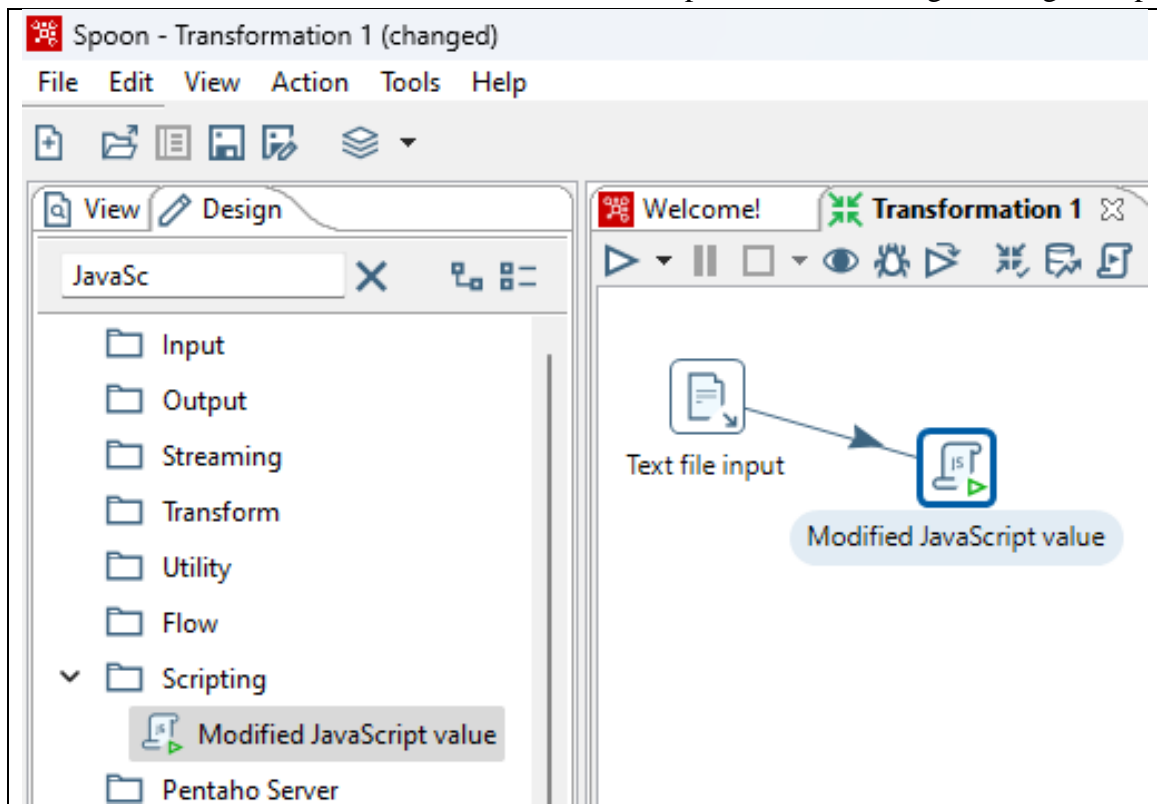 Spoon - Transformation 1 (changed)
File Edit View Action Tools Help
View Design
Welcome! Transformation 1
JavaSc
Input
Output
Streaming
Transform
Utility
Flow
Scripting
Modified JavaScript value
Pentaho Server
Text file input
JS
Modified JavaScript value